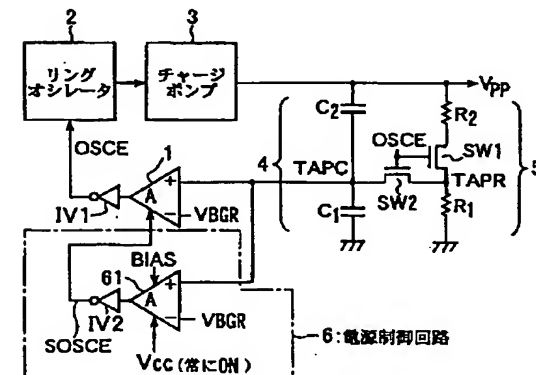 2
3
リング
オシレータ
チャージ
ポンプ
VPP
C2
R2
OSCE
OSCE
SW1
4
5
1
TAPC
TAPR
SW2
A
+
−
IV1
VBGR
C1
R1
BIAS
61
A
+
−
IV2
VBGR
SOSCE
VCC(常にON)
6:電源制御回路